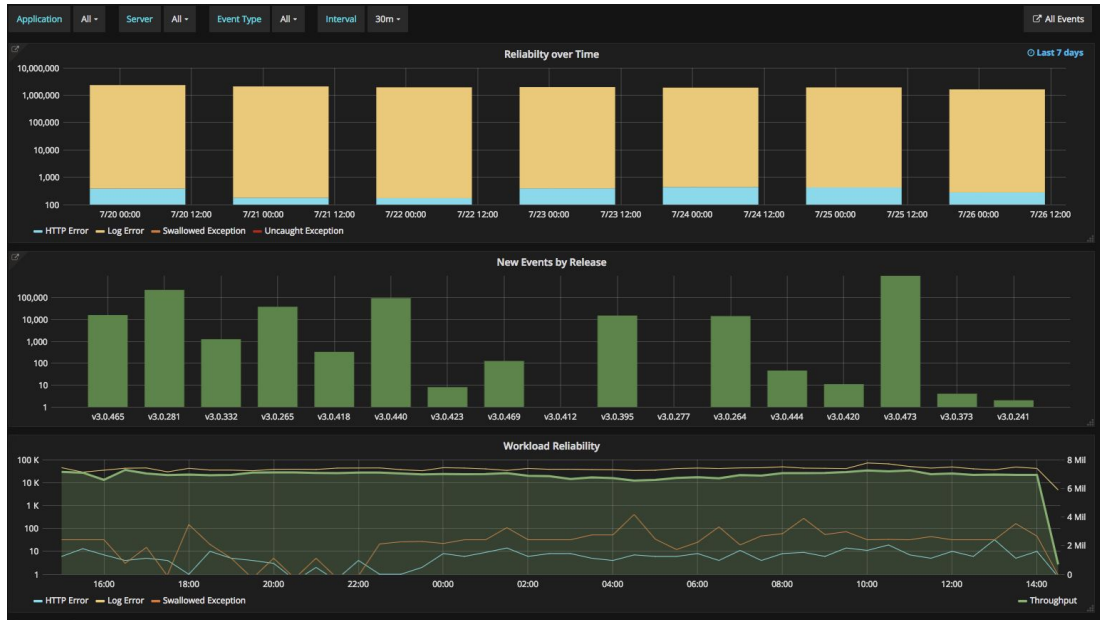 Application All Server All Event Type All Interval 30m All Events
Reliabilty over Time Last 7 days
10,000,000
1,000,000
100,000
10,000
1,000
100
7/20 00:00 7/20 12:00 7/21 00:00 7/21 12:00 7/22 00:00 7/22 12:00 7/23 00:00 7/23 12:00 7/24 00:00 7/24 12:00 7/25 00:00 7/25 12:00 7/26 00:00 7/26 12:00
HTTP Error Log Error Swallowed Exception Uncaught Exception
New Events by Release
100,000
10,000
1,000
100
10
1
v3.0.465 v3.0.281 v3.0.332 v3.0.265 v3.0.418 v3.0.440 v3.0.423 v3.0.469 v3.0.412 v3.0.395 v3.0.277 v3.0.264 v3.0.444 v3.0.420 v3.0.473 v3.0.373 v3.0.241
Workload Reliability
100 K 8 Mil
10 K 6 Mil
1 K
100 4 Mil
10 2 Mil
1 0
16:00 18:00 20:00 22:00 00:00 02:00 04:00 06:00 08:00 10:00 12:00 14:00
HTTP Error Log Error Swallowed Exception Throughput